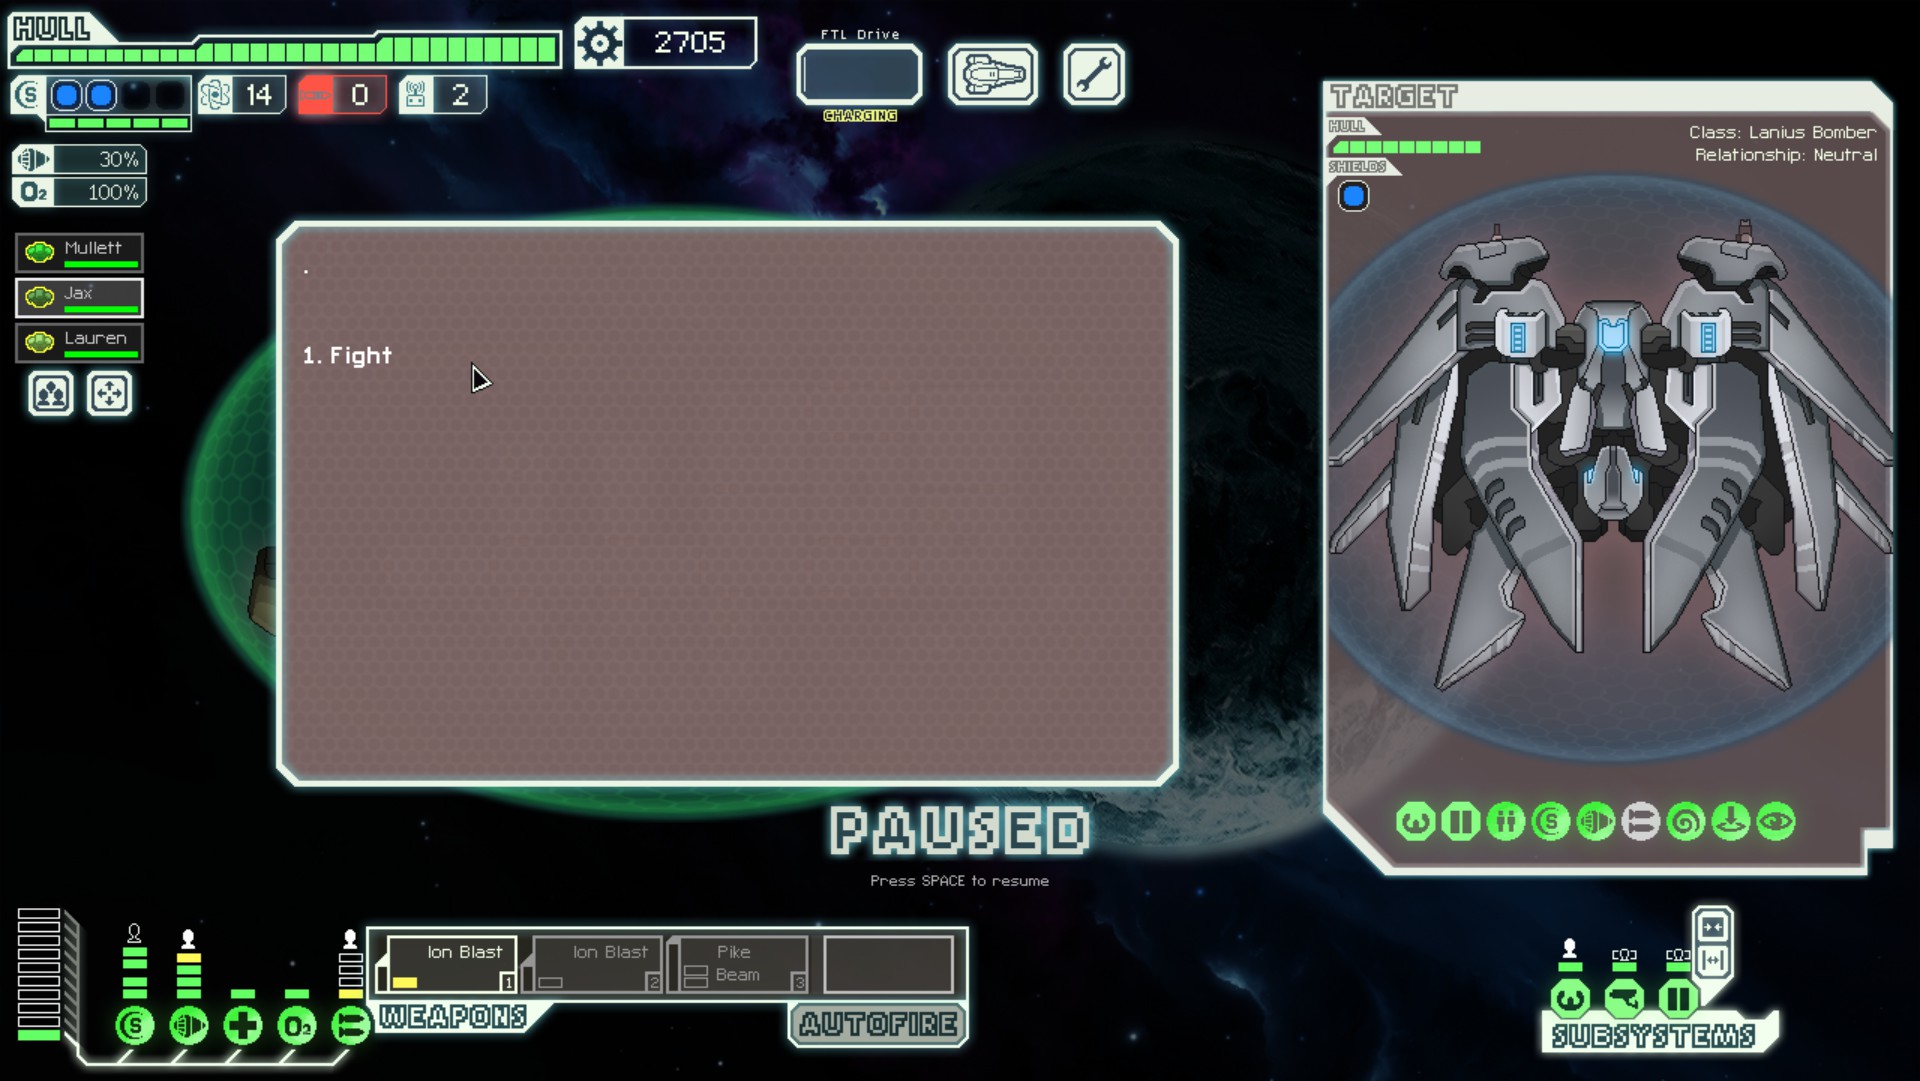 HULL
2705
FTL Drive
CHARGING
14
0
2
30%
O2 100%
Mullett
Jax
Lauren
.
1. Fight
TARGET
HULL
Class: Lanius Bomber
Relationship: Neutral
SHIELDS
PAUSED
Press SPACE to resume
Ion Blast
1
Ion Blast
2
Pike
Beam
3
WEAPONS
AUTOFIRE
O2
SUBSYSTEMS